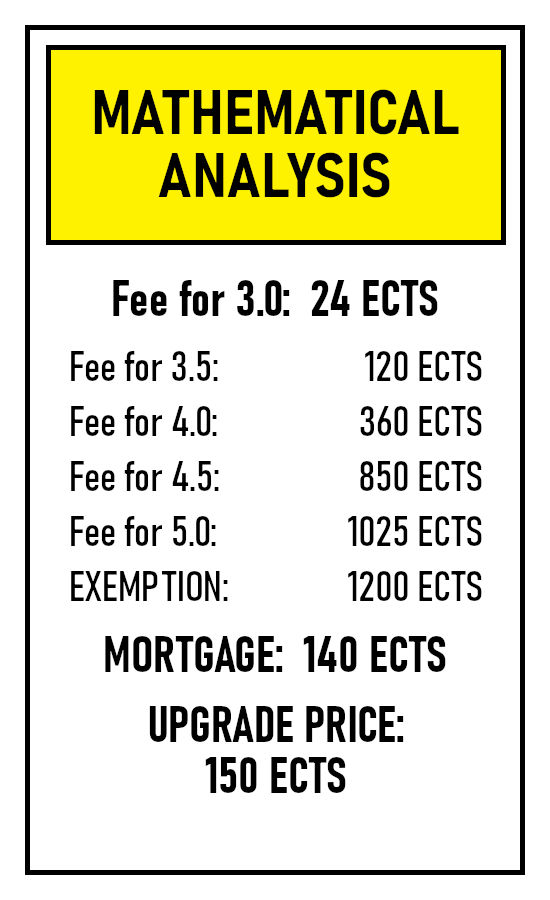 MATHEMATICAL
ANALYSIS
Fee for 3.0: 24 ECTS
Fee for 3.5: 120 ECTS
Fee for 4.0: 360 ECTS
Fee for 4.5: 850 ECTS
Fee for 5.0: 1025 ECTS
EXEMPTION: 1200 ECTS
MORTGAGE: 140 ECTS
UPGRADE PRICE:
150 ECTS